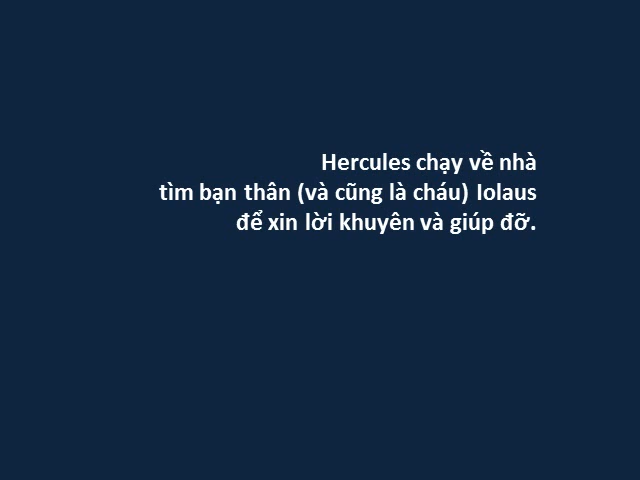 Hercules chạy về nhà
tìm bạn thân (và cũng là cháu) Iolaus
để xin lời khuyên và giúp đỡ.